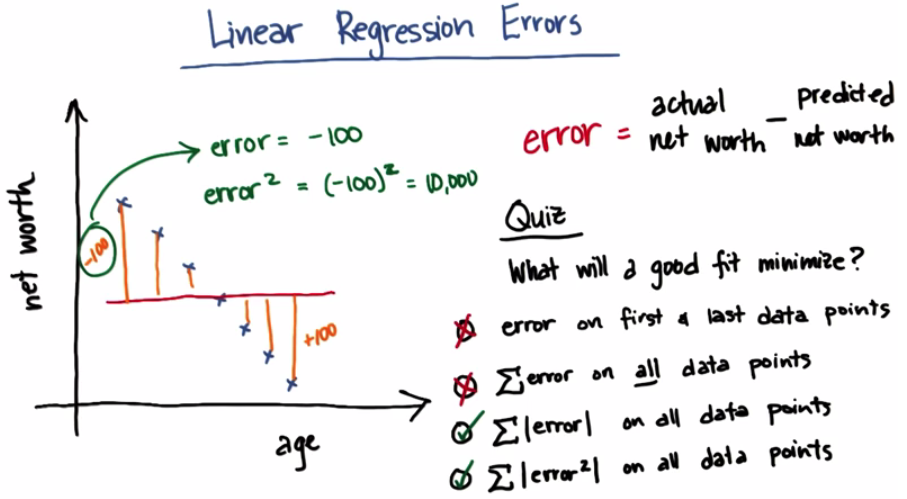 Linear Regression Errors
error = -100
error² = (-100)² = 10,000
error = actual net worth - predicted net worth
net worth
-100
+100
age
Quiz
What will a good fit minimize?
error on first & last data points
∑error on all data points
∑|error| on all data points
∑|error²| on all data points